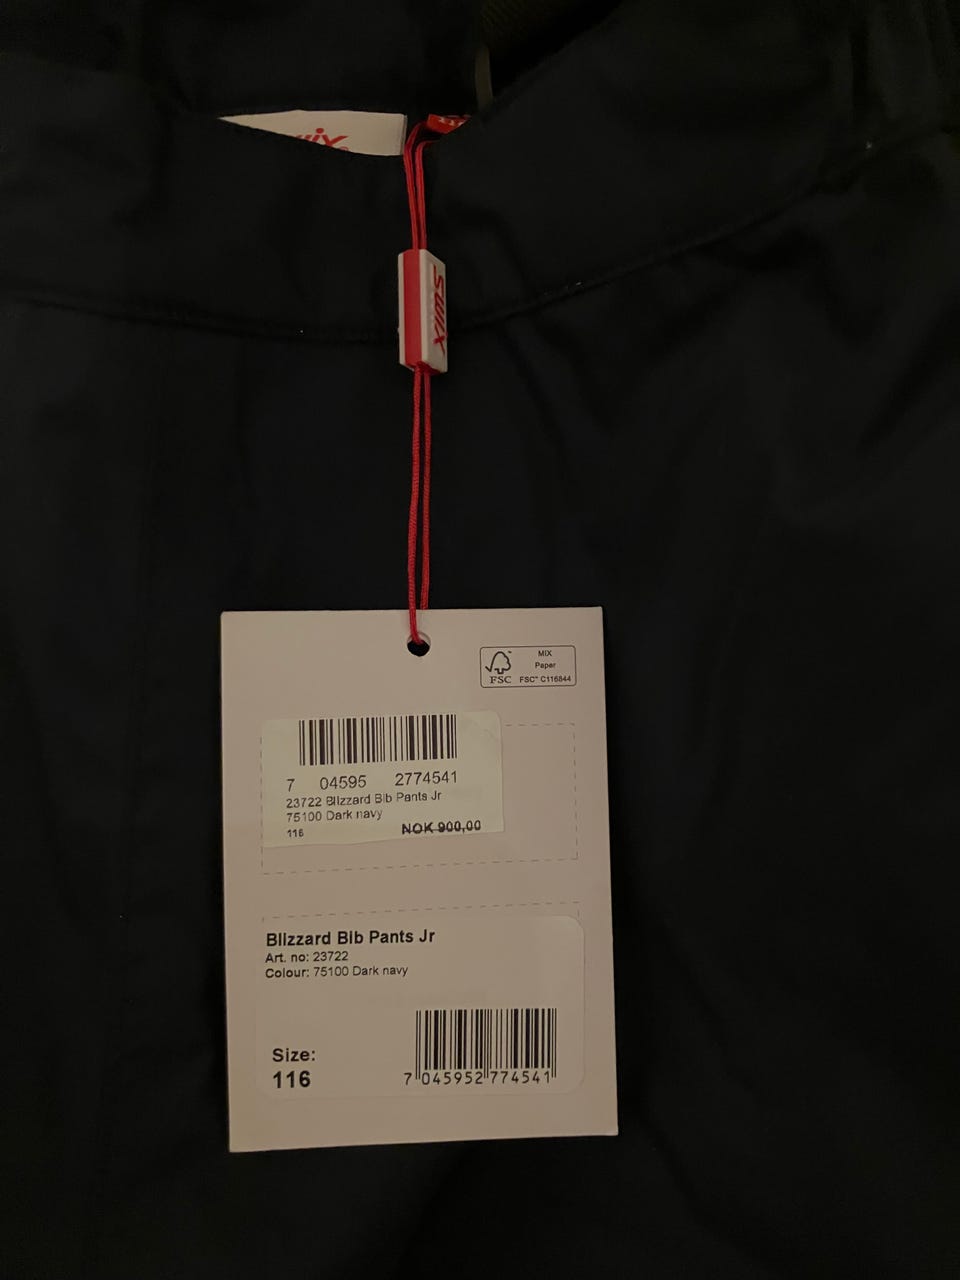 SWIX
MIX
Paper
FSC
FSC™ C116844
7 04595 2774541
23722 Blizzard Bib Pants Jr
75100 Dark navy
116
NOK 900,00
Blizzard Bib Pants Jr
Art. no: 23722
Colour: 75100 Dark navy
Size:
116
7 045952 774541